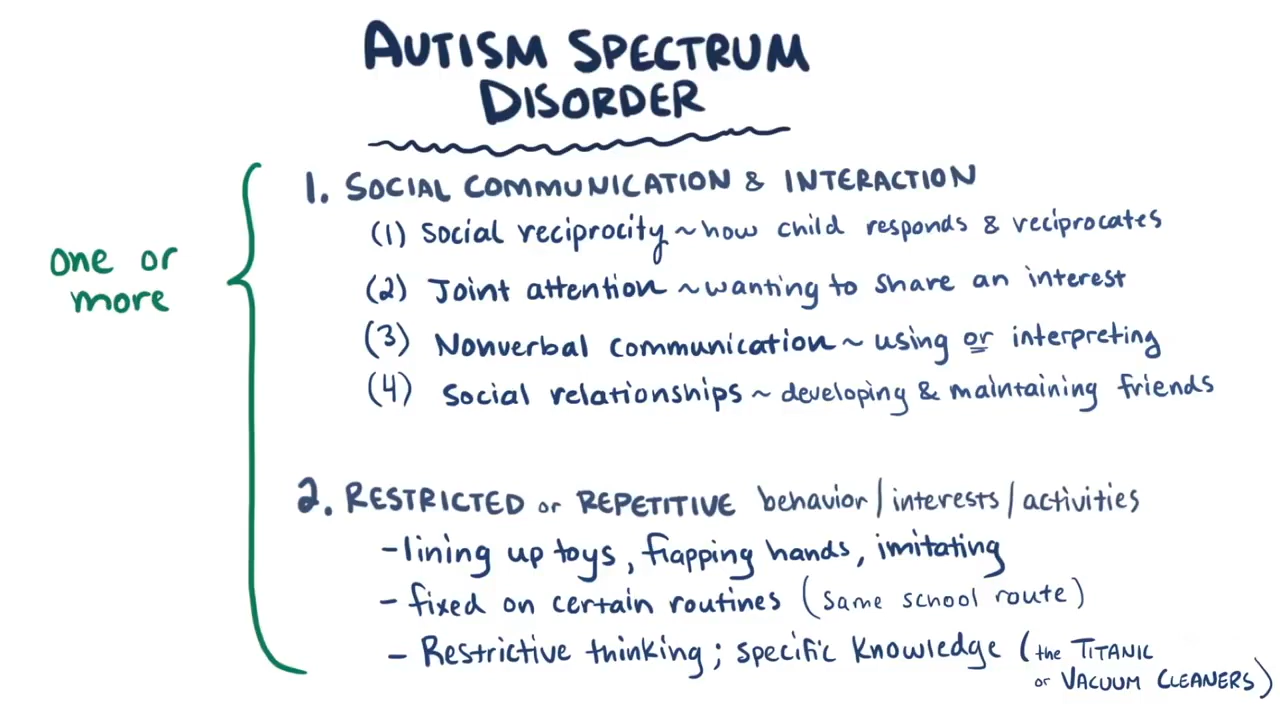 AUTISM SPECTRUM
DISORDER
one or
more
1. SOCIAL COMMUNICATION & INTERACTION
(1) Social reciprocity ~ how child responds & reciprocates
(2) Joint attention ~ wanting to share an interest
(3) Nonverbal communication ~ using or interpreting
(4) Social relationships ~ developing & maintaining friends
2. RESTRICTED or REPETITIVE behavior/interests/activities
- lining up toys, flapping hands, imitating
- fixed on certain routines (same school route)
- Restrictive thinking; specific knowledge (the TITANIC
or VACUUM CLEANERS)